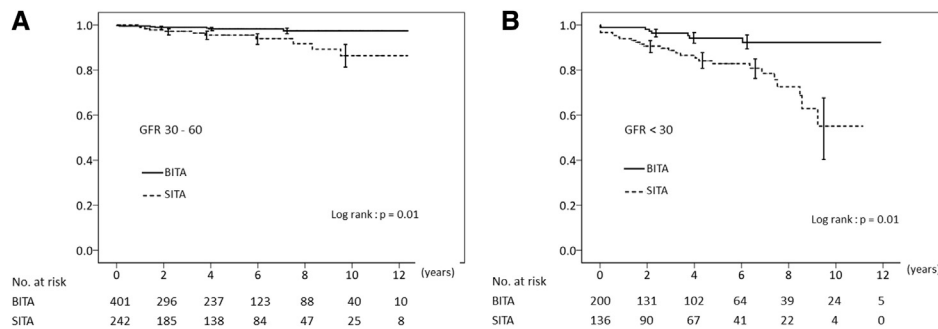 A
1.0
0.8
0.6
0.4
0.2
0.0
GFR 30 - 60
BITA
SITA
Log rank : p = 0.01
0 2 4 6 8 10 12 (years)
No. at risk
BITA 401 296 237 123 88 40 10
SITA 242 185 138 84 47 25 8
B
1.0
0.8
0.6
0.4
0.2
0.0
GFR < 30
BITA
SITA
Log rank : p = 0.01
0 2 4 6 8 10 12 (years)
No. at risk
BITA 200 131 102 64 39 24 5
SITA 136 90 67 41 22 4 0